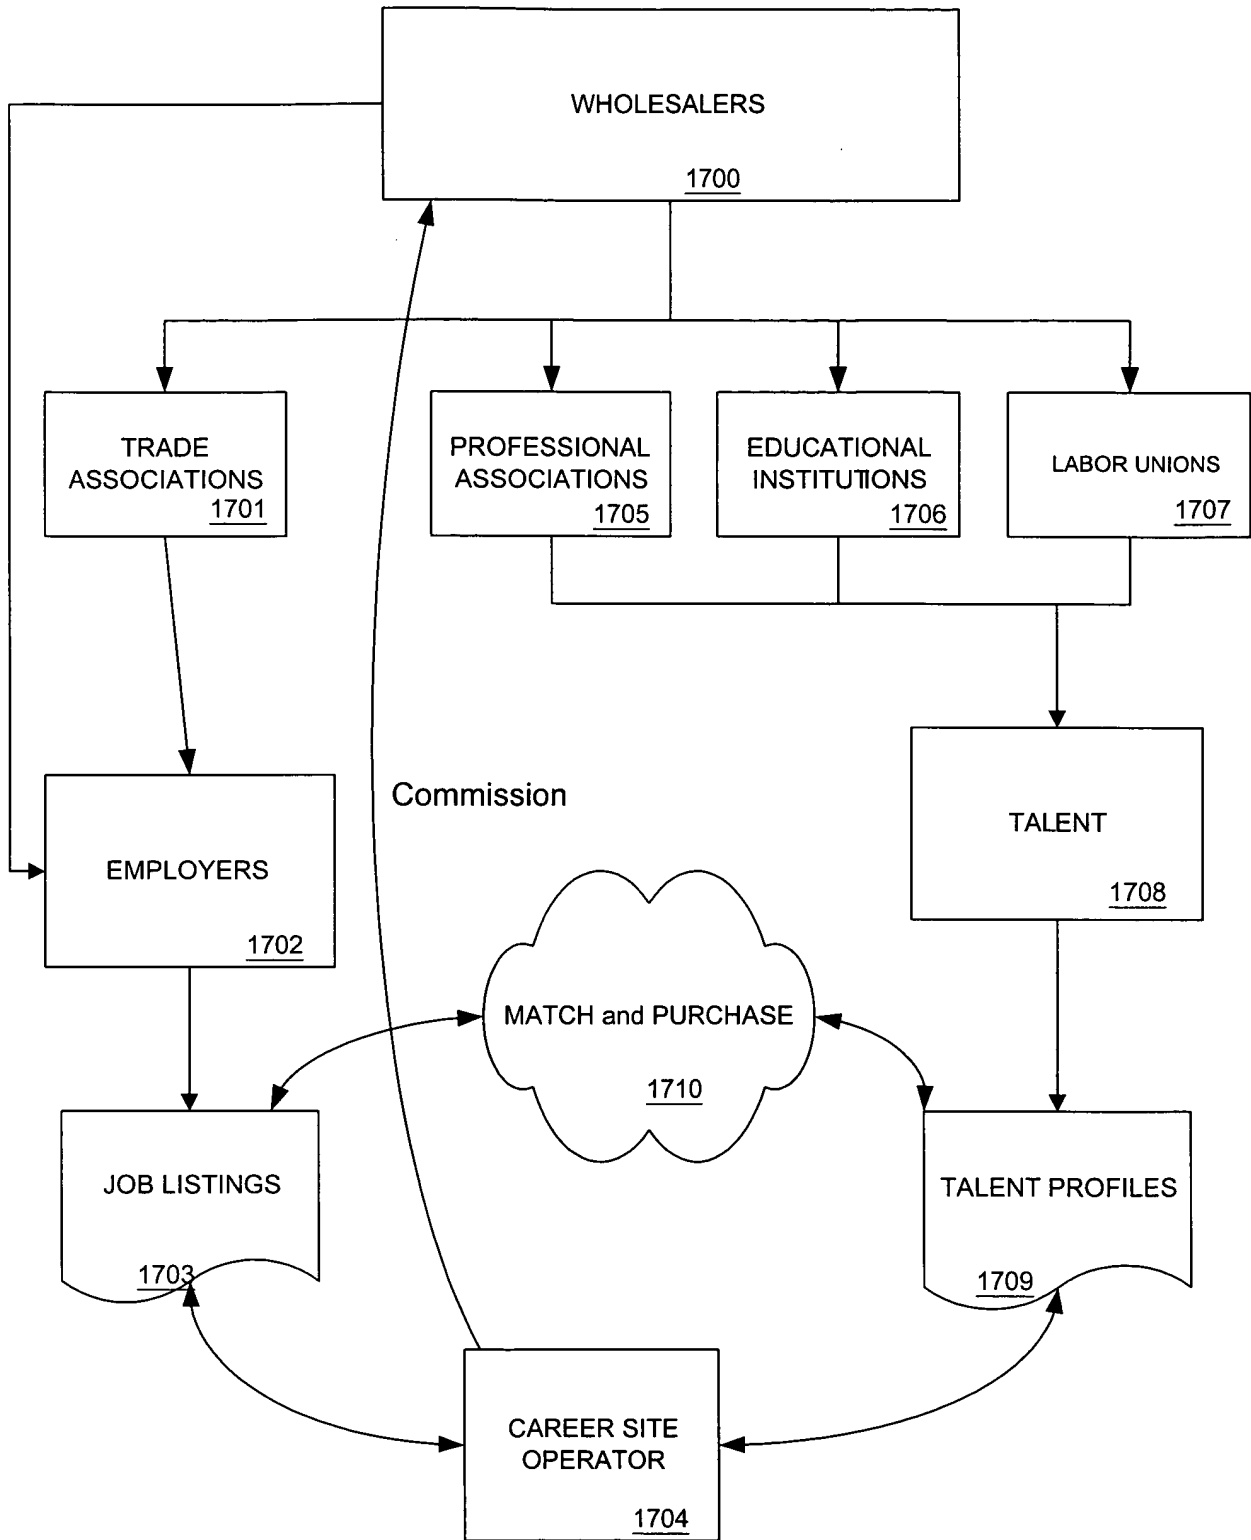 WHOLESALERS
1700
TRADE
ASSOCIATIONS
1701
PROFESSIONAL
ASSOCIATIONS
1705
EDUCATIONAL
INSTITUTIONS
1706
LABOR UNIONS
1707
Commission
EMPLOYERS
1702
TALENT
1708
MATCH and PURCHASE
1710
JOB LISTINGS
1703
TALENT PROFILES
1709
CAREER SITE
OPERATOR
1704